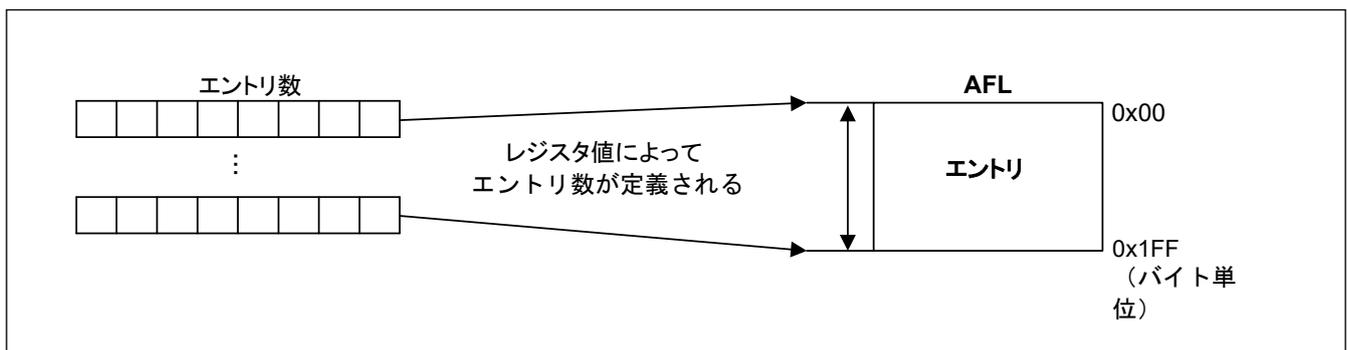 エントリ数
AFL
0x00
⋮
レジスタ値によって
エントリ数が定義される
エントリ
0x1FF
（バイト単
位）